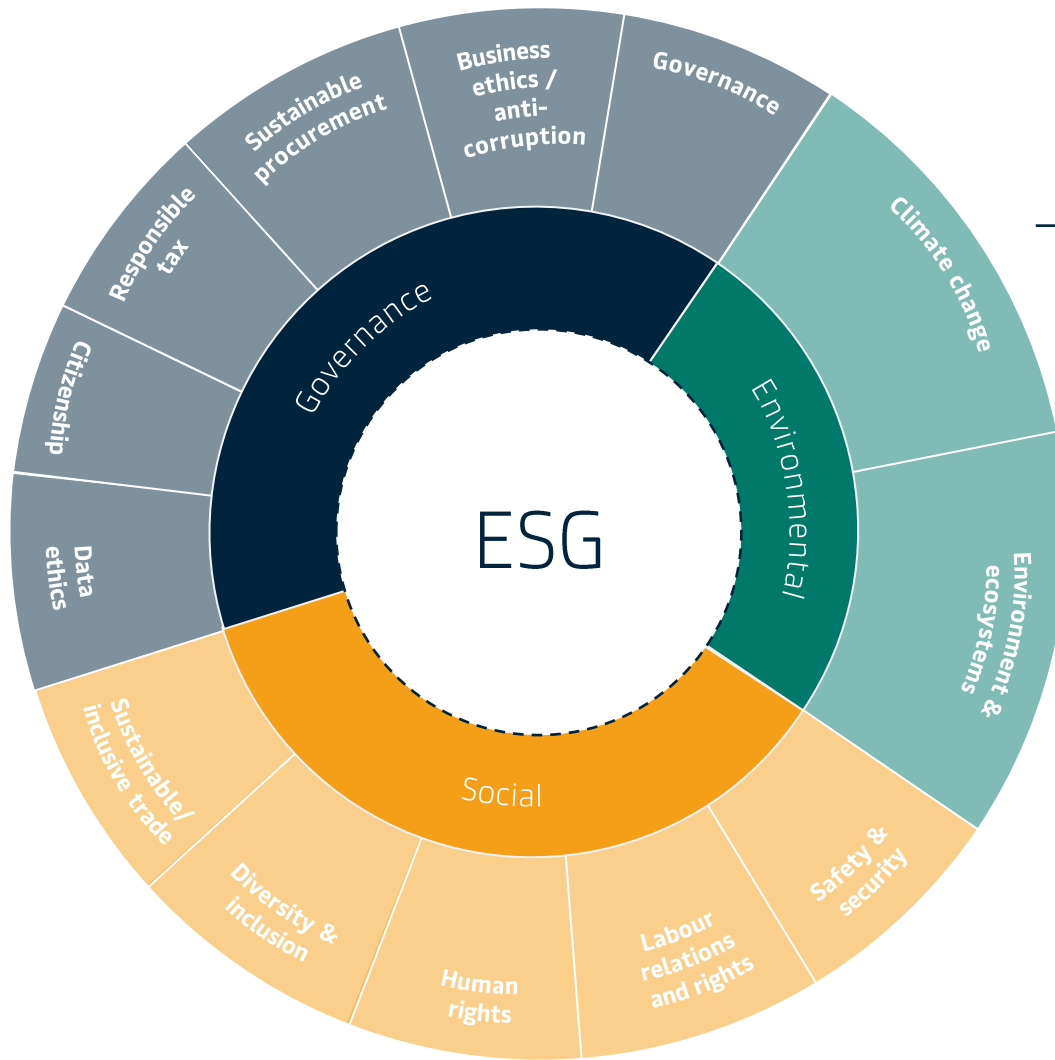 ESG
Environmental
Climate change
Environment &
ecosystems
Social
Safety &
security
Labour
relations
and rights
Human
rights
Diversity &
inclusion
Sustainable/
inclusive trade
Governance
Data
ethics
Citizenship
Responsible
tax
Sustainable
procurement
Business
ethics /
anti-
corruption
Governance